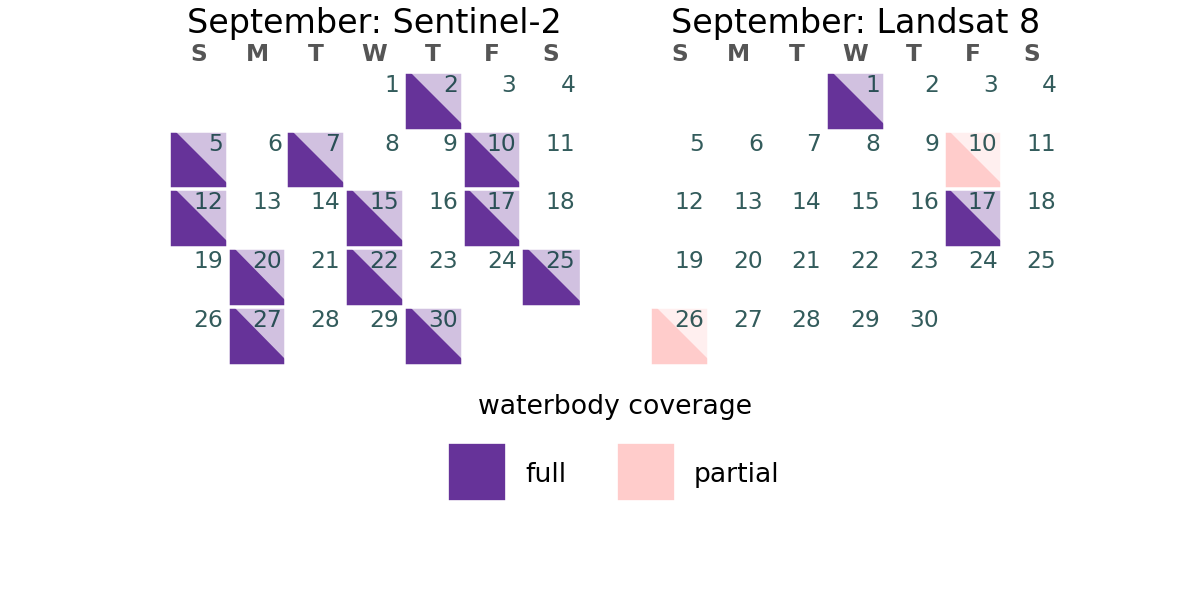 September: Sentinel-2
S M T W T F S
1 2 3 4
5 6 7 8 9 10 11
12 13 14 15 16 17 18
19 20 21 22 23 24 25
26 27 28 29 30
September: Landsat 8
S M T W T F S
1 2 3 4
5 6 7 8 9 10 11
12 13 14 15 16 17 18
19 20 21 22 23 24 25
26 27 28 29 30
waterbody coverage
full partial